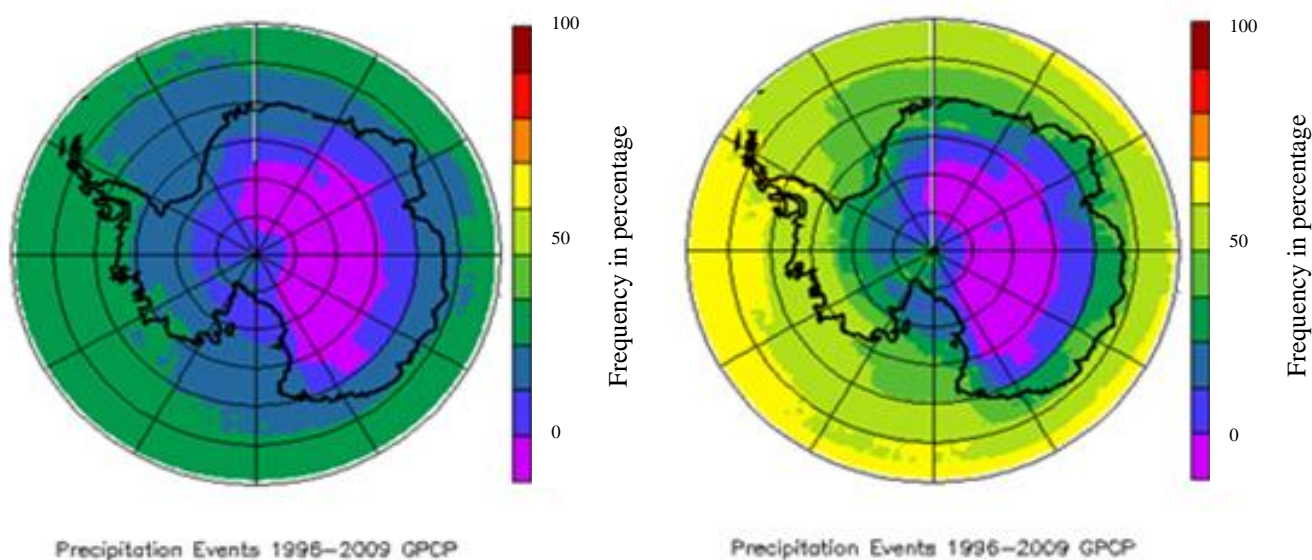 100
50
0
Frequency in percentage
Precipitation Events 1996-2009 GPCP
100
50
0
Frequency in percentage
Precipitation Events 1996-2009 GPCP